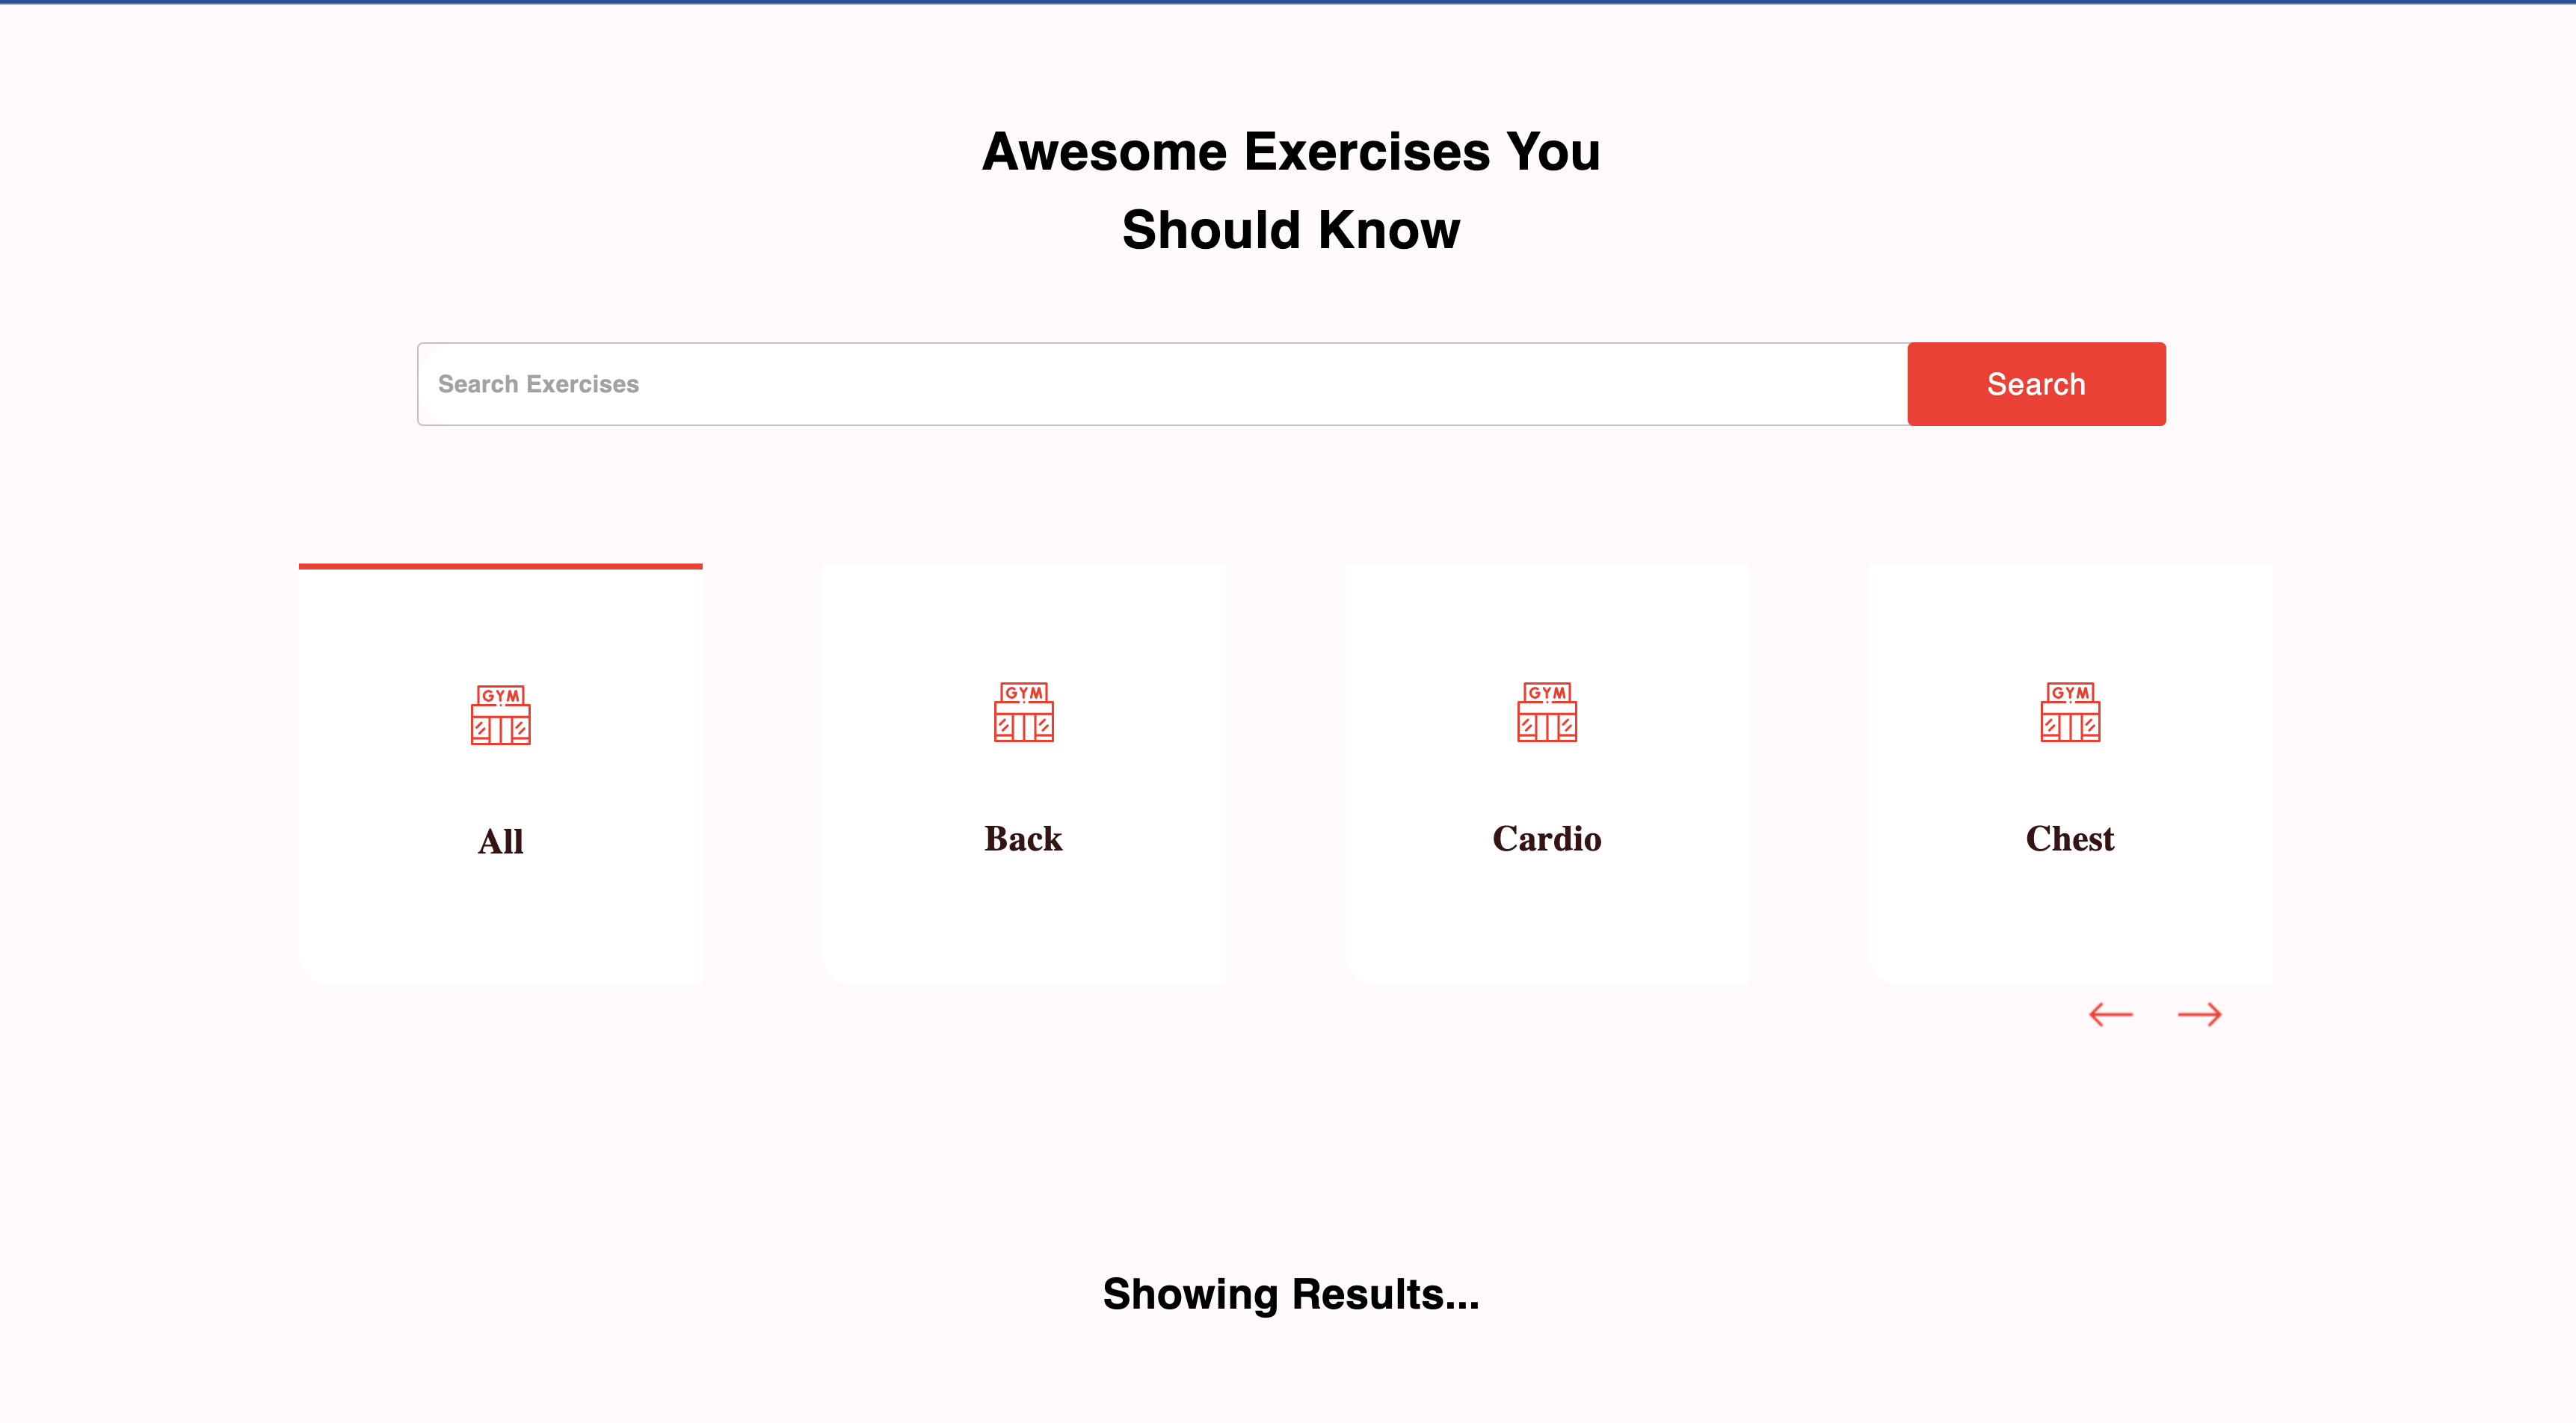 Awesome Exercises You
Should Know
Search Exercises
Search
GYM
GYM
GYM
GYM
All
Back
Cardio
Chest
Showing Results...